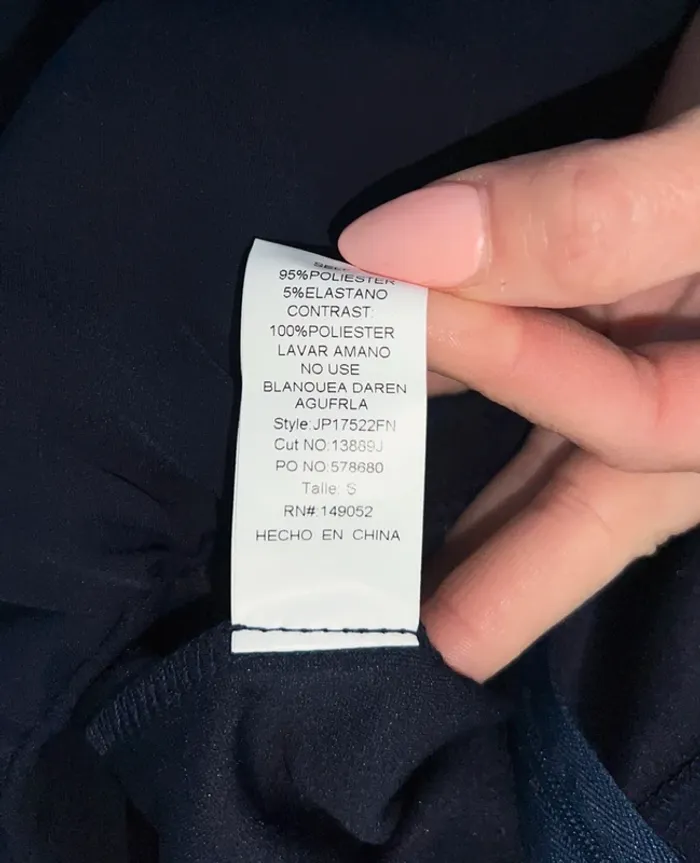 95%POLIESTER
5%ELASTANO
CONTRAST:
100%POLIESTER
LAVAR AMANO
NO USE
BLANOUEA DAREN
AGUFRLA
Style:JP17522FN
Cut NO:13869J
PO NO:578680
Talle: S
RN#:149052
HECHO EN CHINA